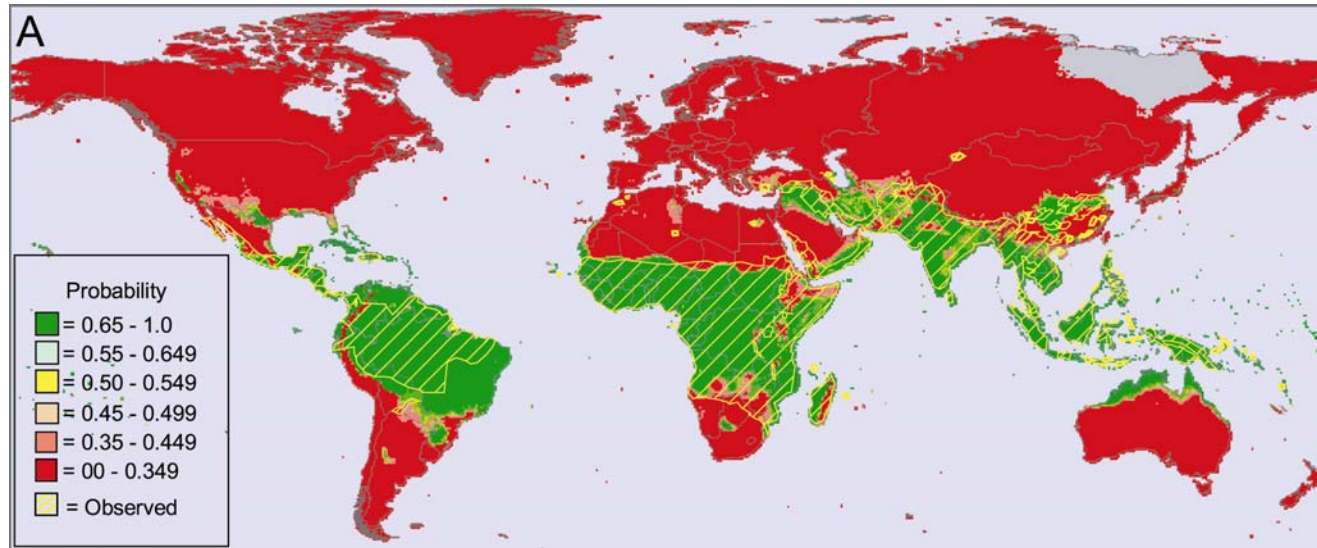 A
Probability
= 0.65 - 1.0
= 0.55 - 0.649
= 0.50 - 0.549
= 0.45 - 0.499
= 0.35 - 0.449
= 00 - 0.349
= Observed